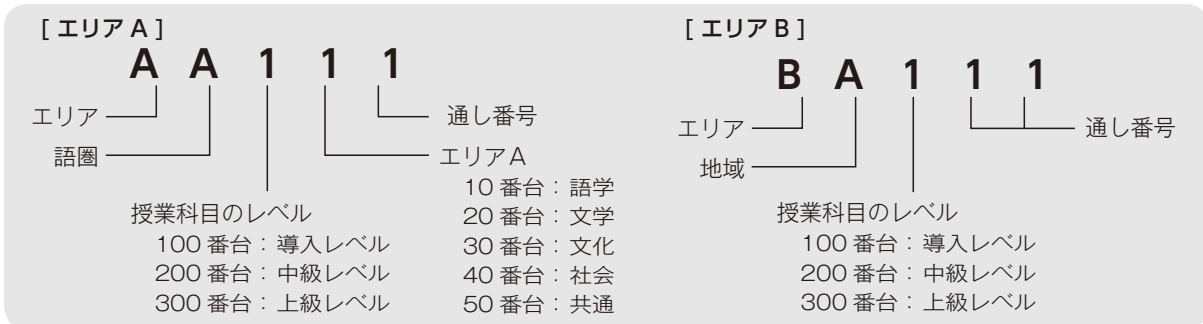 [ エリア A ]
A A 1 1 1
エリア
語圏
通し番号
エリアA
10 番台：語学
20 番台：文学
30 番台：文化
40 番台：社会
50 番台：共通
授業科目のレベル
100 番台：導入レベル
200 番台：中級レベル
300 番台：上級レベル
[ エリア B ]
B A 1 1 1
エリア
地域
通し番号
授業科目のレベル
100 番台：導入レベル
200 番台：中級レベル
300 番台：上級レベル